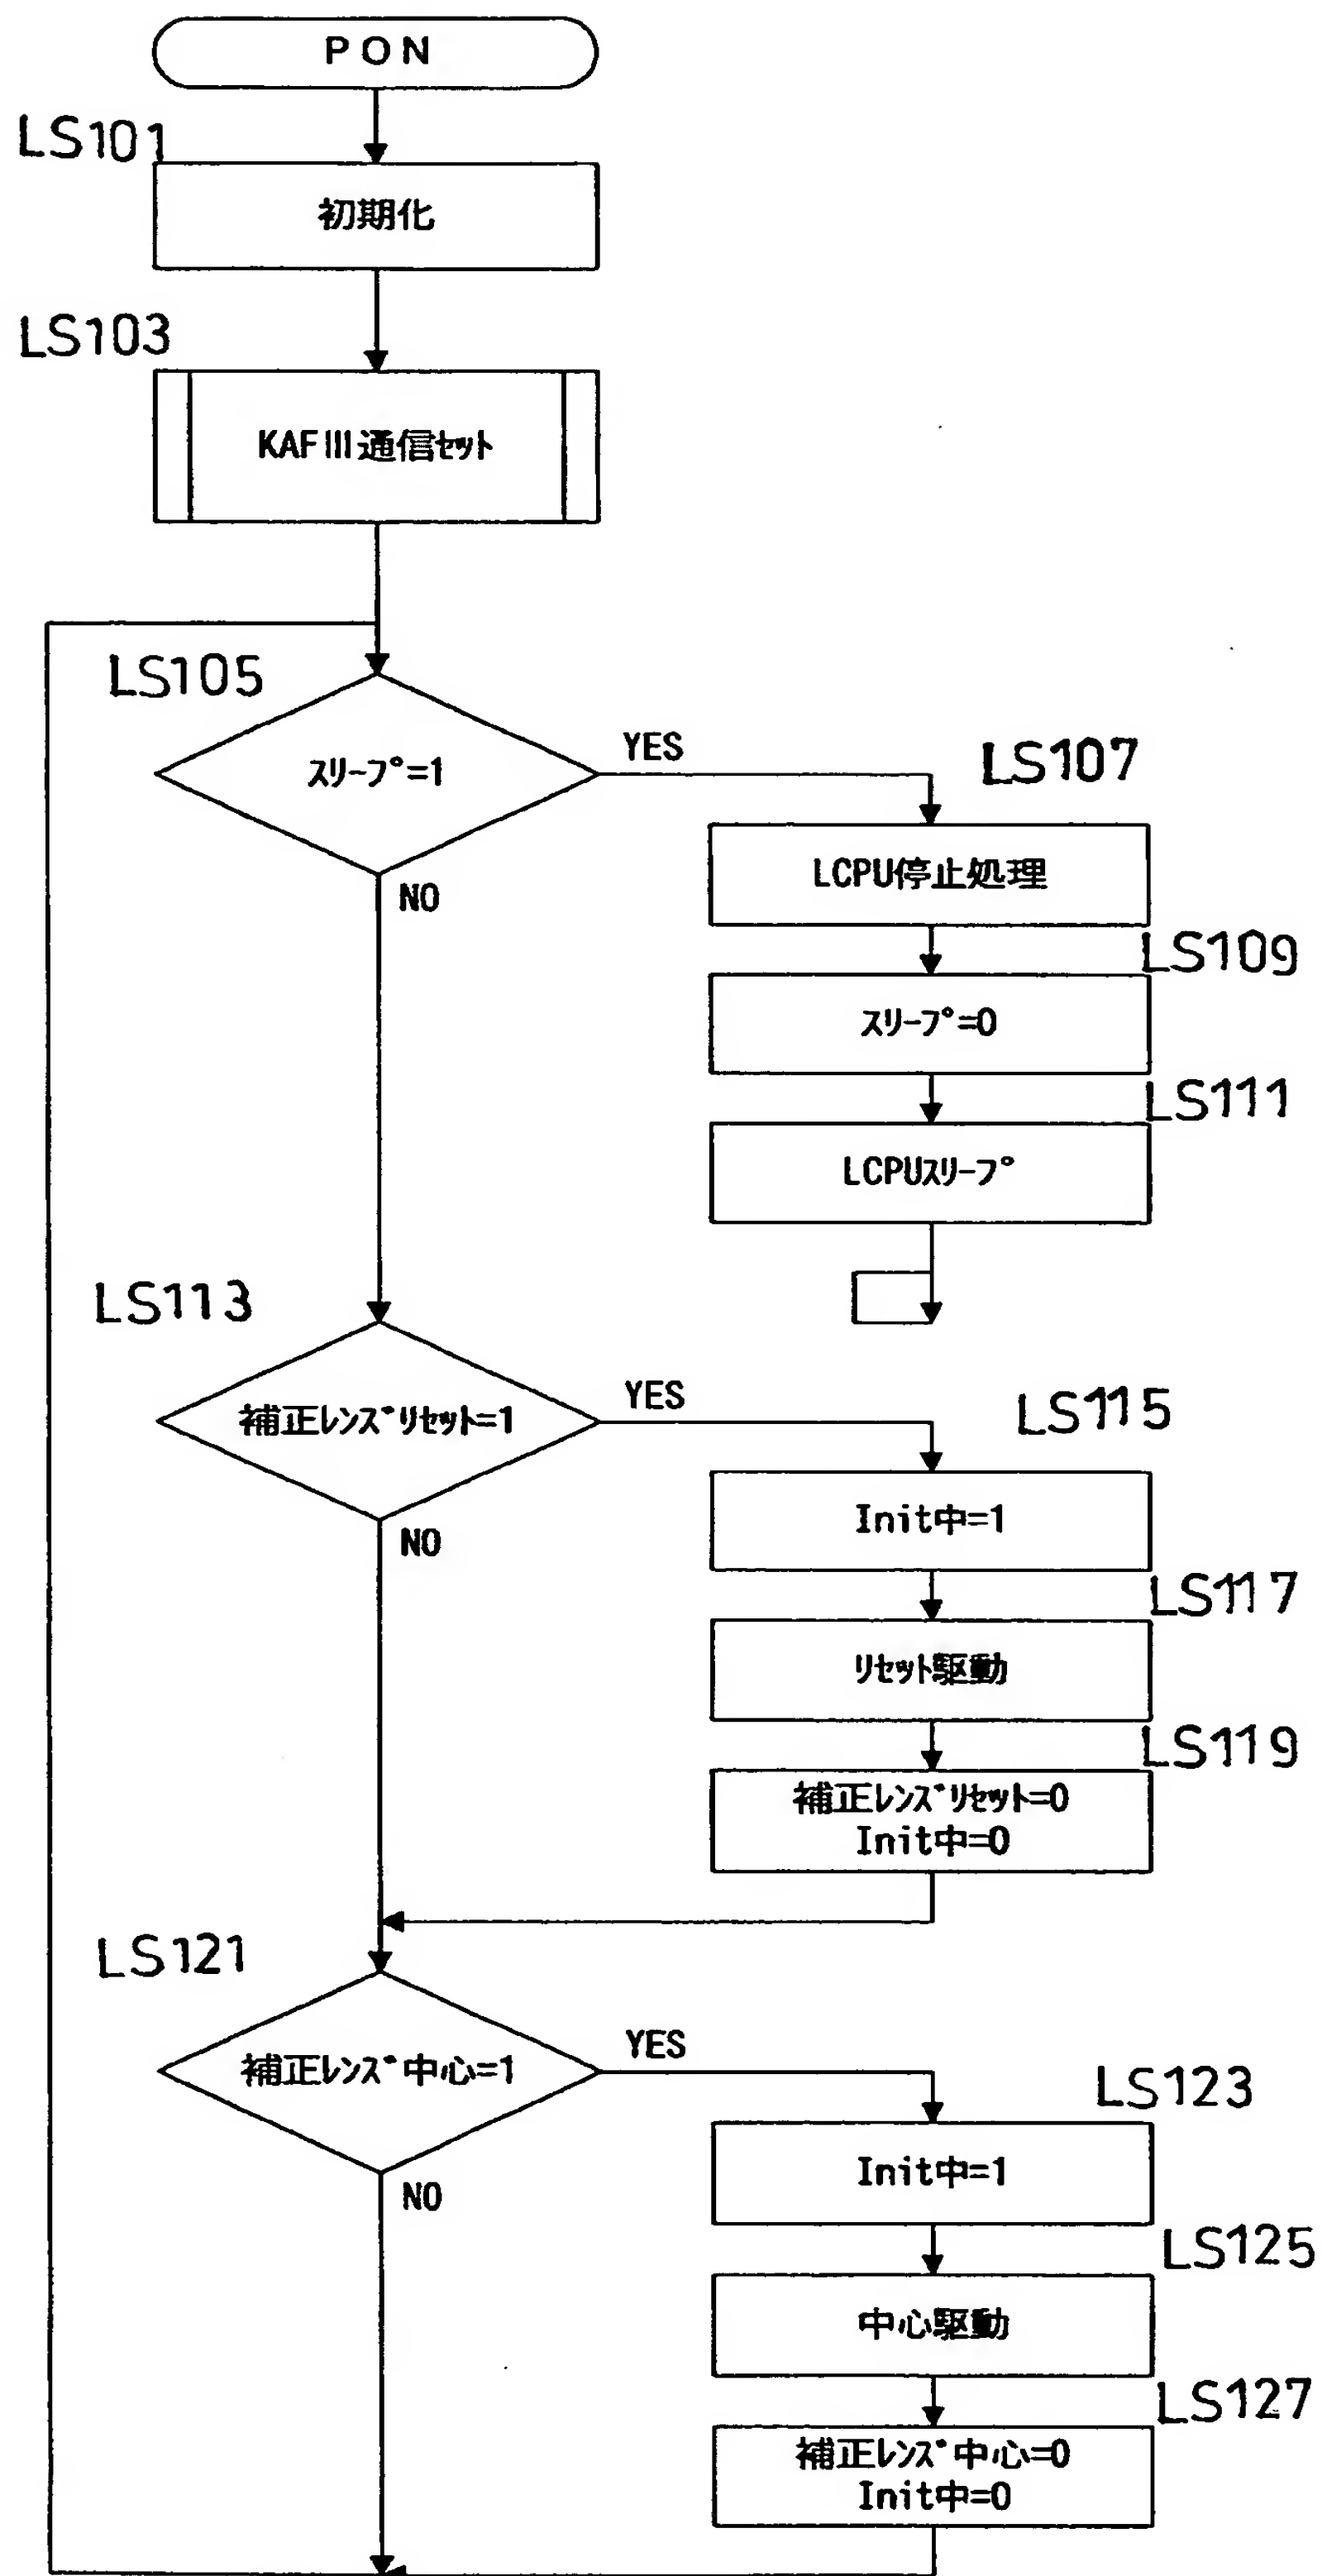 PON
LS101
初期化
LS103
KAFⅢ通信ｾｯﾄ
LS105
ｽﾘｰﾌﾟ=1
YES
NO
LS107
LCPU停止処理
LS109
ｽﾘｰﾌﾟ=0
LS111
LCPUｽﾘｰﾌﾟ
LS113
補正ﾚﾝｽﾞﾘｾｯﾄ=1
YES
NO
LS115
Init中=1
LS117
ﾘｾｯﾄ駆動
LS119
補正ﾚﾝｽﾞﾘｾｯﾄ=0
Init中=0
LS121
補正ﾚﾝｽﾞ中心=1
YES
NO
LS123
Init中=1
LS125
中心駆動
LS127
補正ﾚﾝｽﾞ中心=0
Init中=0